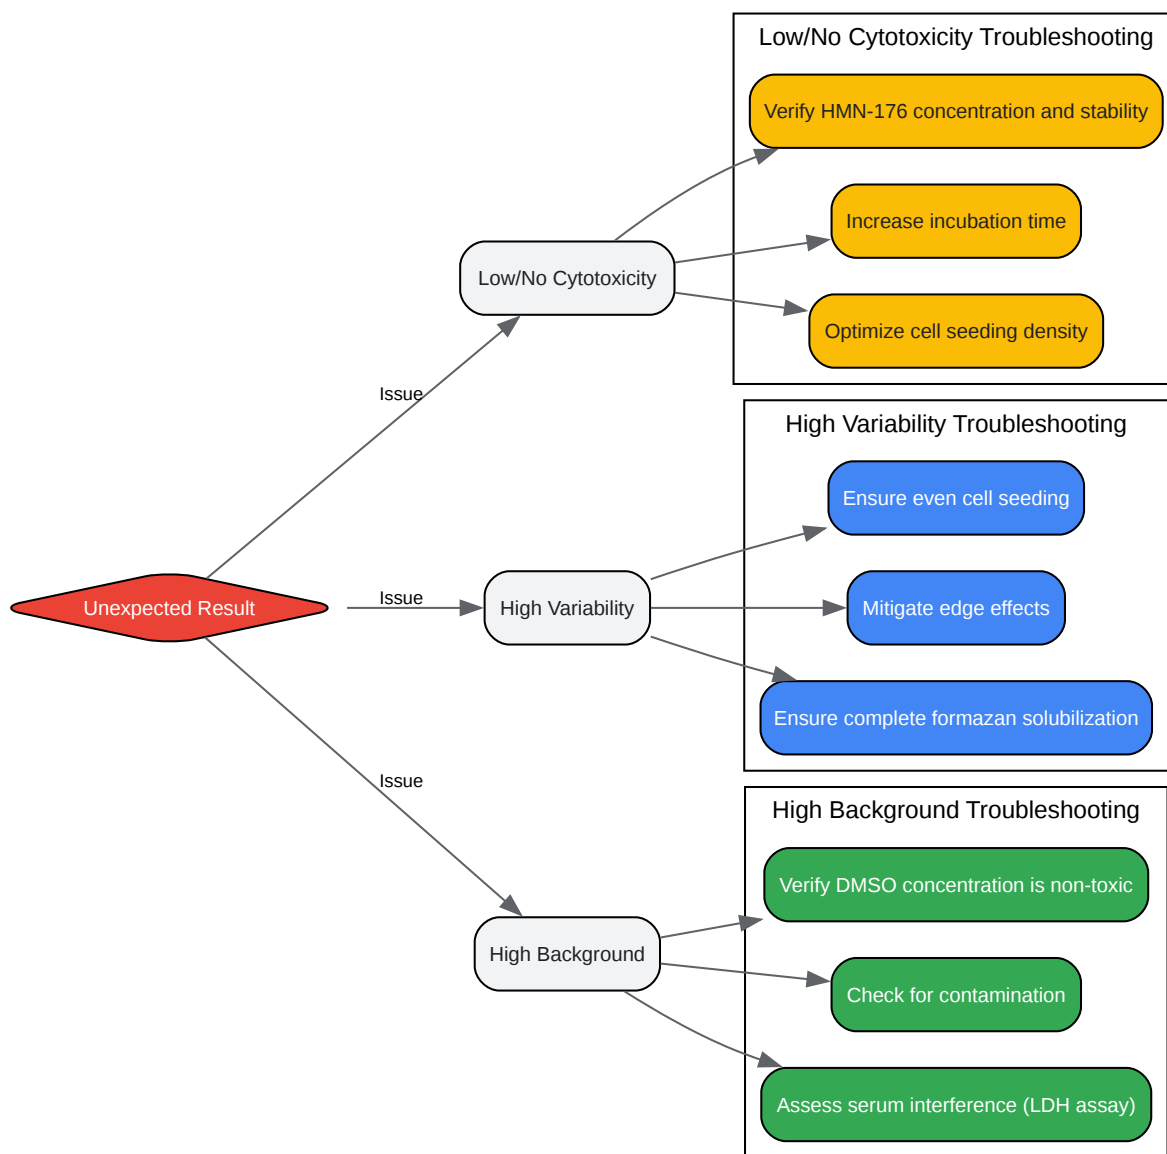 Low/No Cytotoxicity Troubleshooting
Verify HMN-176 concentration and stability
Increase incubation time
Low/No Cytotoxicity
Optimize cell seeding density
Issue
High Variability Troubleshooting
Ensure even cell seeding
Unexpected Result
Issue
High Variability
Mitigate edge effects
Ensure complete formazan solubilization
Issue
High Background Troubleshooting
Verify DMSO concentration is non-toxic
High Background
Check for contamination
Assess serum interference (LDH assay)